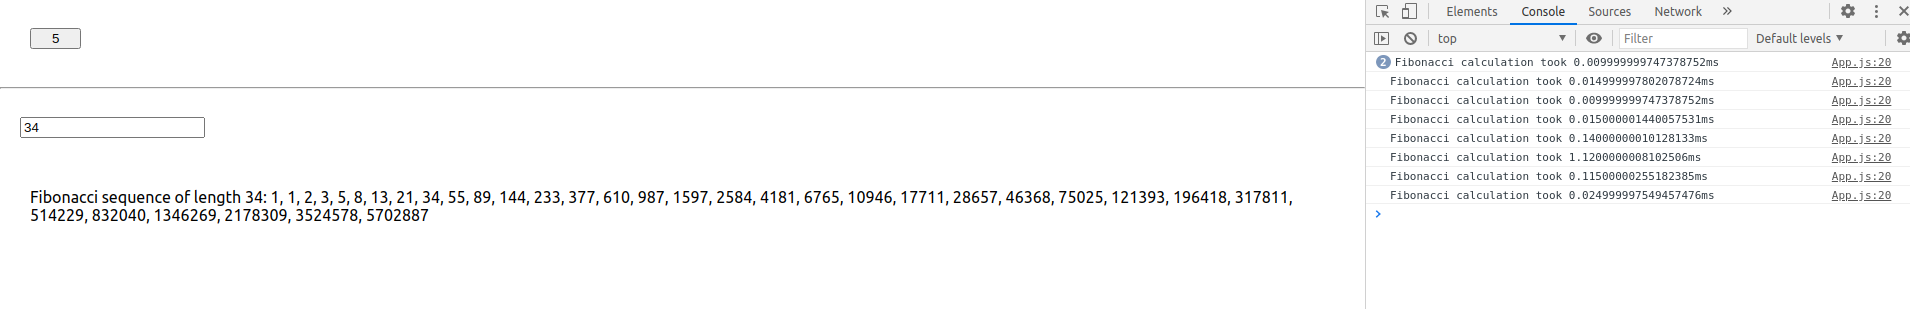 5
34
Fibonacci sequence of length 34: 1, 1, 2, 3, 5, 8, 13, 21, 34, 55, 89, 144, 233, 377, 610, 987, 1597, 2584, 4181, 6765, 10946, 17711, 28657, 46368, 75025, 121393, 196418, 317811,
514229, 832040, 1346269, 2178309, 3524578, 5702887
Elements Console Sources Network »
top Filter Default levels
2 Fibonacci calculation took 0.009999999747378752ms App.js:20
Fibonacci calculation took 0.014999997802078724ms App.js:20
Fibonacci calculation took 0.009999999747378752ms App.js:20
Fibonacci calculation took 0.015000001440057531ms App.js:20
Fibonacci calculation took 0.14000000010128133ms App.js:20
Fibonacci calculation took 1.1200000008102506ms App.js:20
Fibonacci calculation took 0.11500000255182385ms App.js:20
Fibonacci calculation took 0.024999997549457476ms App.js:20